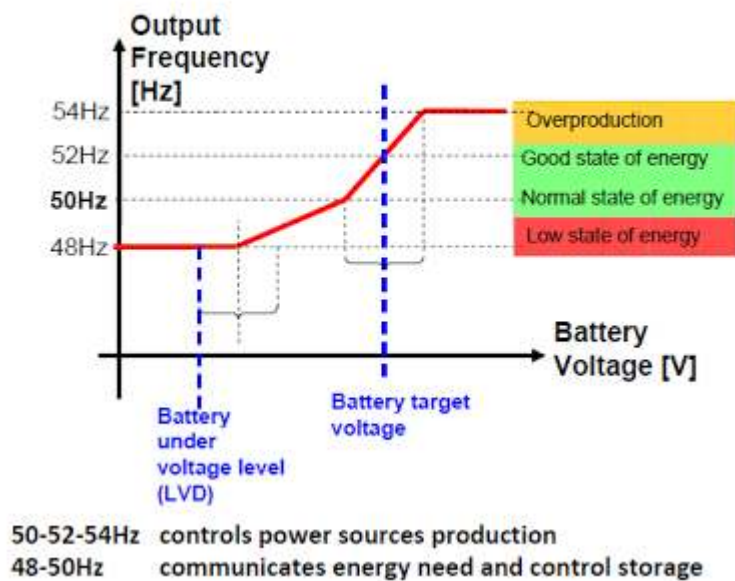 Output
Frequency
[Hz]
54Hz
Overproduction
52Hz
Good state of energy
50Hz
Normal state of energy
48Hz
Low state of energy
Battery
Voltage [V]
Battery target
voltage
Battery
under
voltage level
(LVD)
50-52-54Hz controls power sources production
48-50Hz communicates energy need and control storage